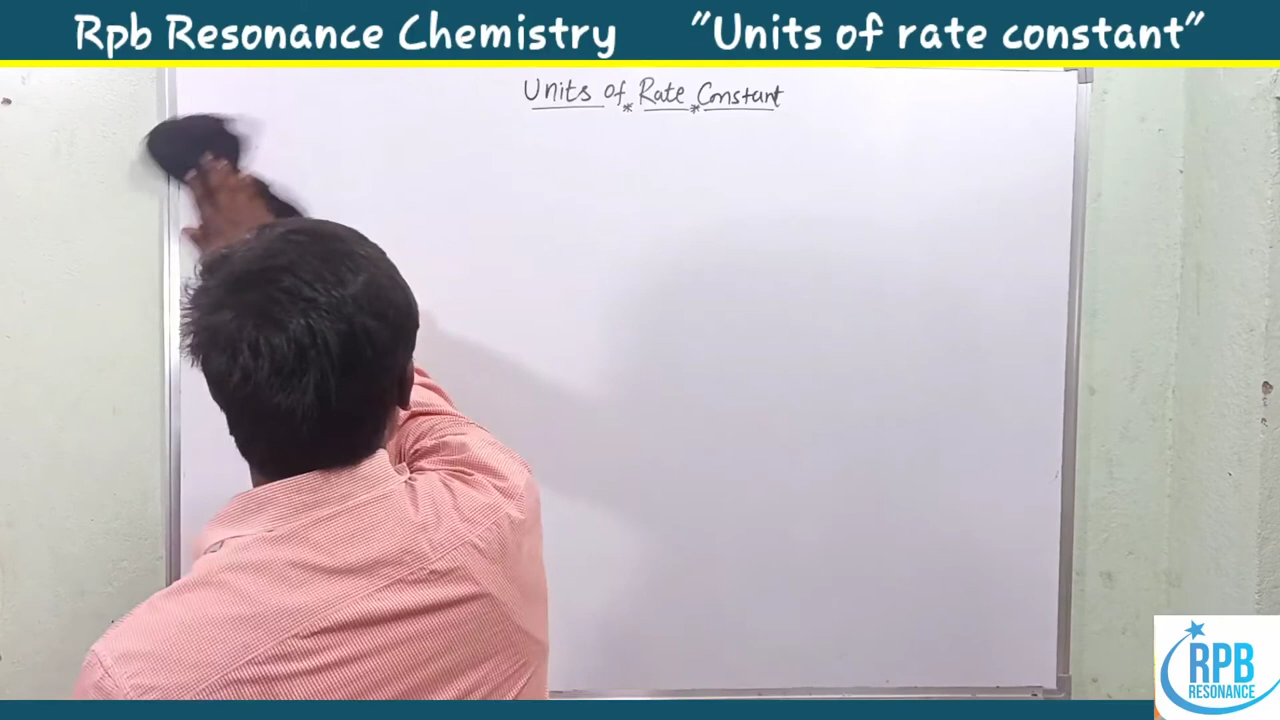 Rpb Resonance Chemistry "Units of rate constant"
Units of Rate Constant
RPB
RESONANCE